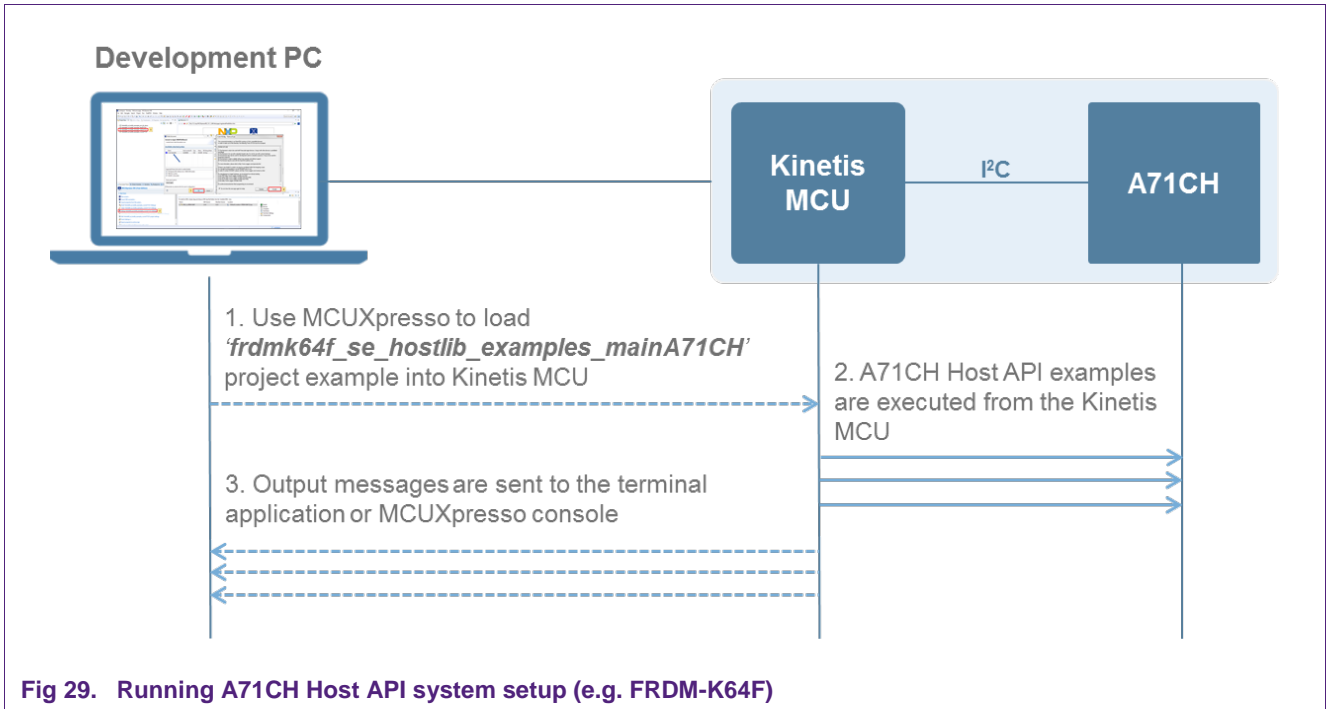 Development PC
NXP
Kinetis
MCU
I²C
A71CH
1. Use MCUXpresso to load
‘frdmk64f_se_hostlib_examples_mainA71CH’
project example into Kinetis MCU
2. A71CH Host API examples
are executed from the Kinetis
MCU
3. Output messages are sent to the terminal
application or MCUXpresso console
Fig 29. Running A71CH Host API system setup (e.g. FRDM-K64F)